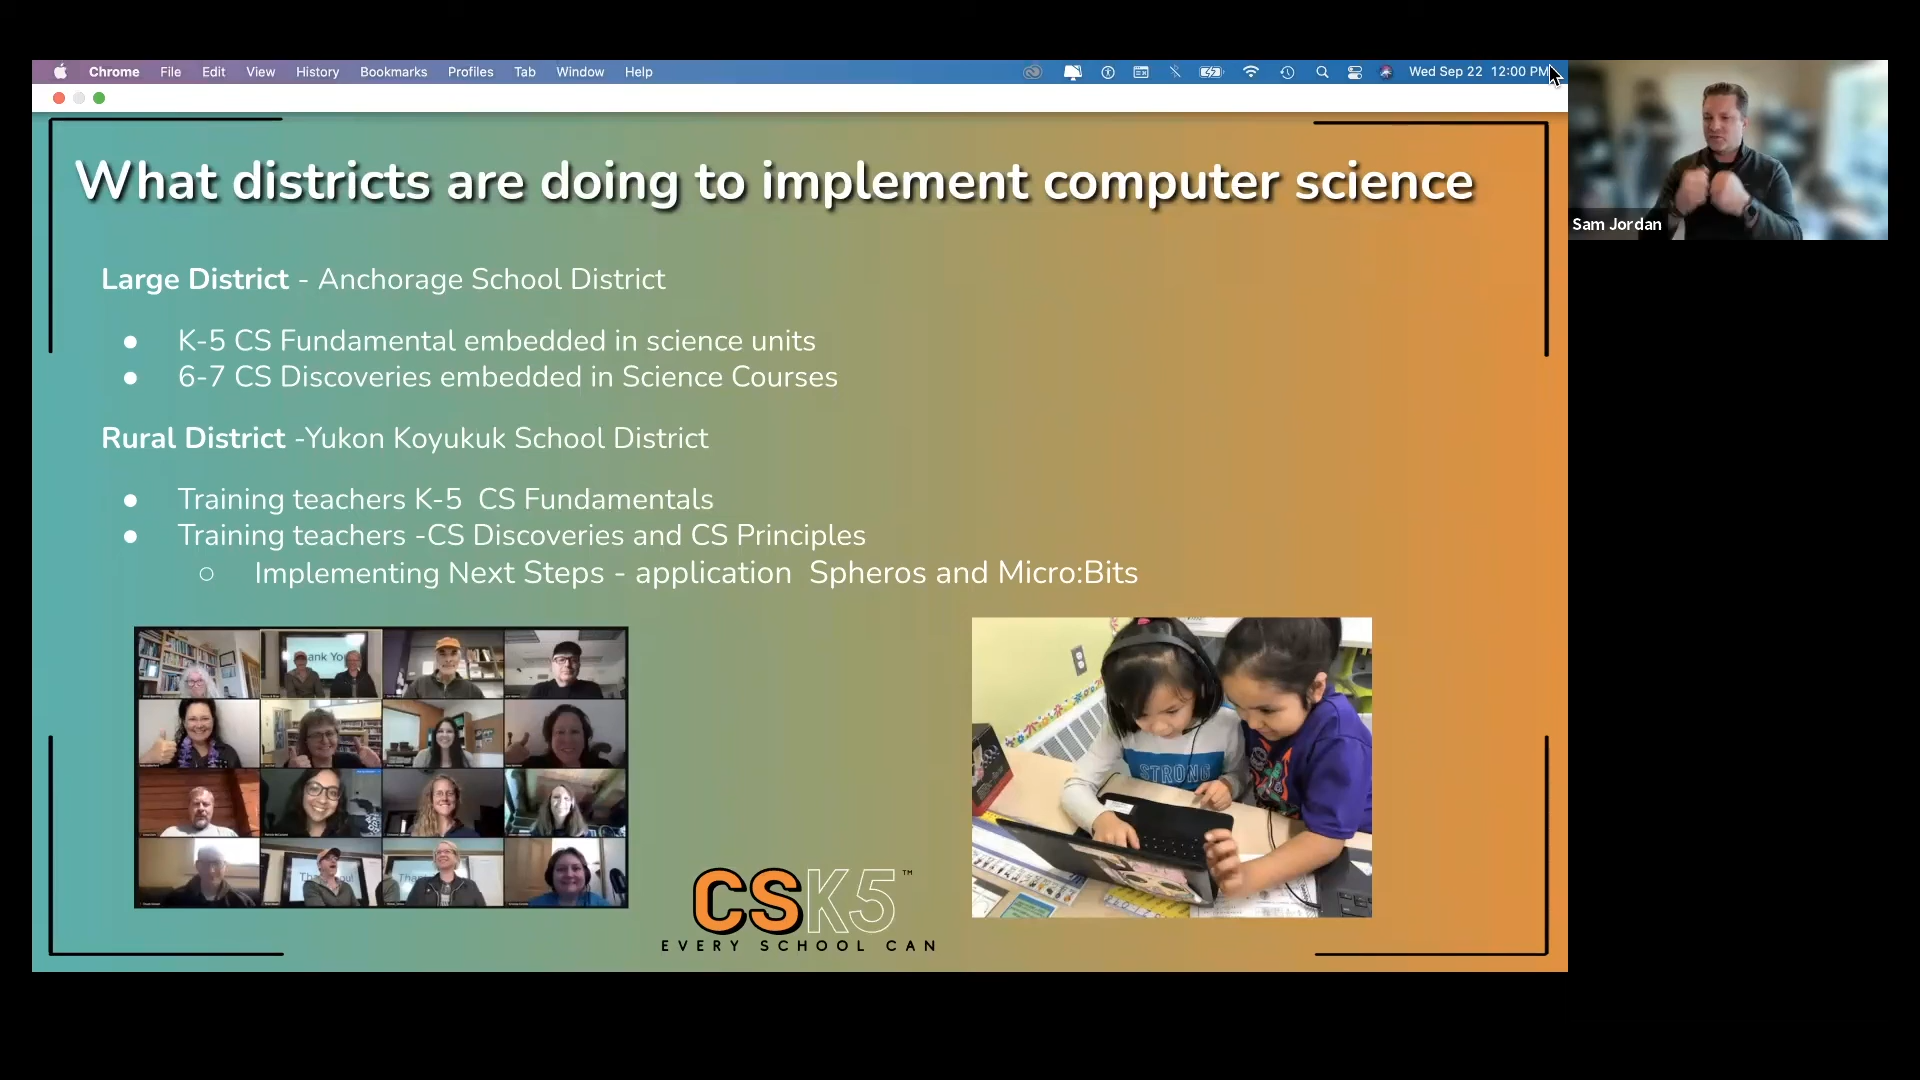 Chrome File Edit View History Bookmarks Profiles Tab Window Help Wed Sep 22 12:00 PM
What districts are doing to implement computer science
Sam Jordan
Large District - Anchorage School District
● K-5 CS Fundamental embedded in science units
● 6-7 CS Discoveries embedded in Science Courses
Rural District -Yukon Koyukuk School District
● Training teachers K-5 CS Fundamentals
● Training teachers -CS Discoveries and CS Principles
○ Implementing Next Steps - application Spheros and Micro:Bits
STRONG
CSK5™
EVERY SCHOOL CAN